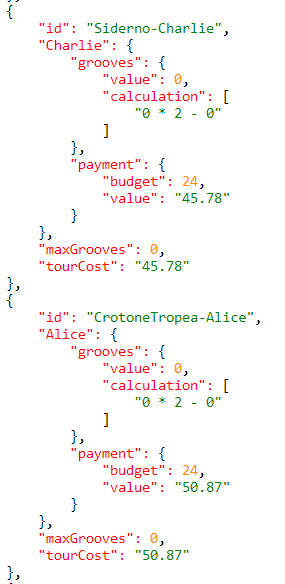 {
"id": "Siderno-Charlie",
"Charlie": {
"grooves": {
"value": 0,
"calculation": [
"0 * 2 - 0"
]
},
"payment": {
"budget": 24,
"value": "45.78"
}
},
"maxGrooves": 0,
"tourCost": "45.78"
},
{
"id": "CrotoneTropea-Alice",
"Alice": {
"grooves": {
"value": 0,
"calculation": [
"0 * 2 - 0"
]
},
"payment": {
"budget": 24,
"value": "50.87"
}
},
"maxGrooves": 0,
"tourCost": "50.87"
},